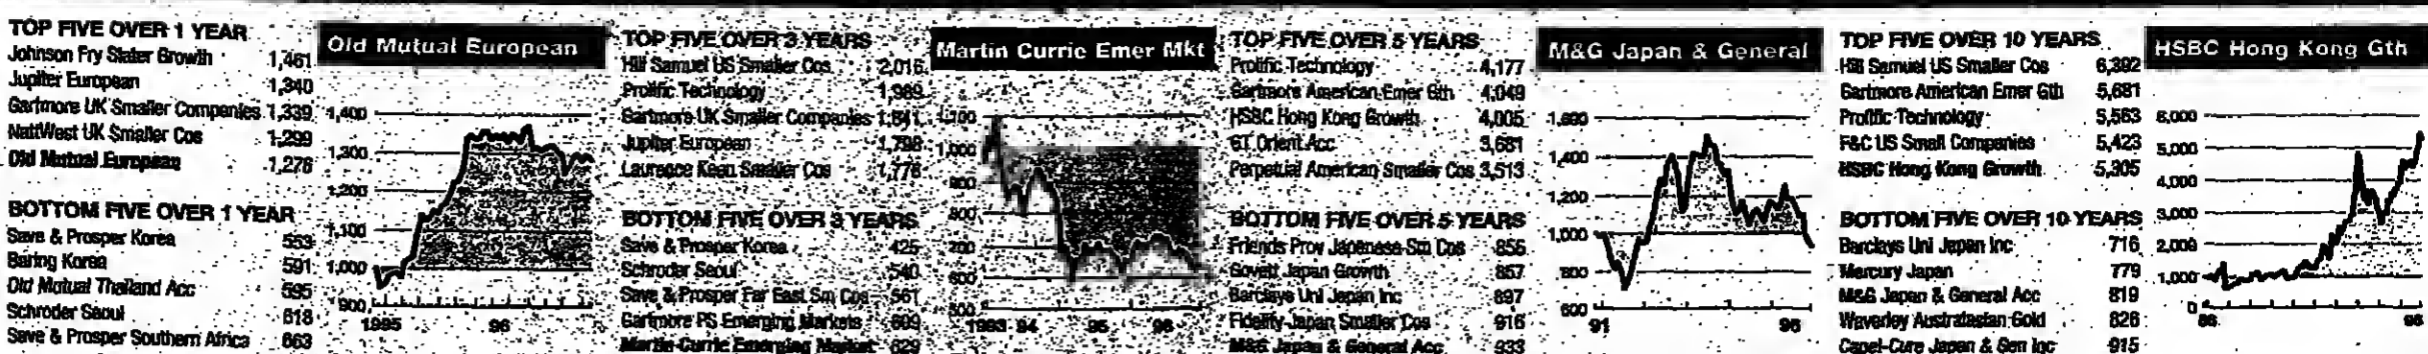 TOP FIVE OVER 1 YEAR
Johnson Fry Slater Growth 1,461
Jupiter European 1,340
Gartmore UK Smaller Companies 1,339
NattWest UK Smaller Cos 1,299
Old Mutual European 1,276
BOTTOM FIVE OVER 1 YEAR
Save & Prosper Korea 553
Baring Korea 591
Old Mutual Thailand Acc 595
Schroder Seoul 618
Save & Prosper Southern Africa 663
Old Mutual European
1,400
1,300
1,200
1,100
1,000
900
1995 96
TOP FIVE OVER 3 YEARS
Hill Samuel US Smaller Cos 2,016
Prolific Technology 1,989
Gartmore UK Smaller Companies 1,841
Jupiter European 1,798
Laurence Keen Smaller Cos 1,776
BOTTOM FIVE OVER 3 YEARS
Save & Prosper Korea 425
Schroder Seoul 540
Save & Prosper Far East Sm Cos 561
Gartmore PS Emerging Markets 609
Martin Currie Emerging Market 629
Martin Currie Emer Mkt
1,100
1,000
900
800
700
600
500
1993 94 95 96
TOP FIVE OVER 5 YEARS
Prolific Technology 4,177
Gartmore American Emer Gth 4,049
HSBC Hong Kong Growth 4,005
GT Orient Acc 3,681
Perpetual American Smaller Cos 3,513
BOTTOM FIVE OVER 5 YEARS
Friends Prov Japanese Sm Cos 856
Govett Japan Growth 857
Barclays Uni Japan Inc 897
Fidelity Japan Smaller Cos 916
M&G Japan & General Acc 933
M&G Japan & General
1,600
1,400
1,200
1,000
800
600
91 96
TOP FIVE OVER 10 YEARS
Hill Samuel US Smaller Cos 6,392
Gartmore American Emer Gth 5,681
Prolific Technology 5,563
F&C US Small Companies 5,423
HSBC Hong Kong Growth 5,305
BOTTOM FIVE OVER 10 YEARS
Barclays Uni Japan Inc 716
Mercury Japan 779
M&G Japan & General Acc 819
Waverley Australasian Gold 826
Capel-Cure Japan & Gen Inc 915
HSBC Hong Kong Gth
6,000
5,000
4,000
3,000
2,000
1,000
0
86 96